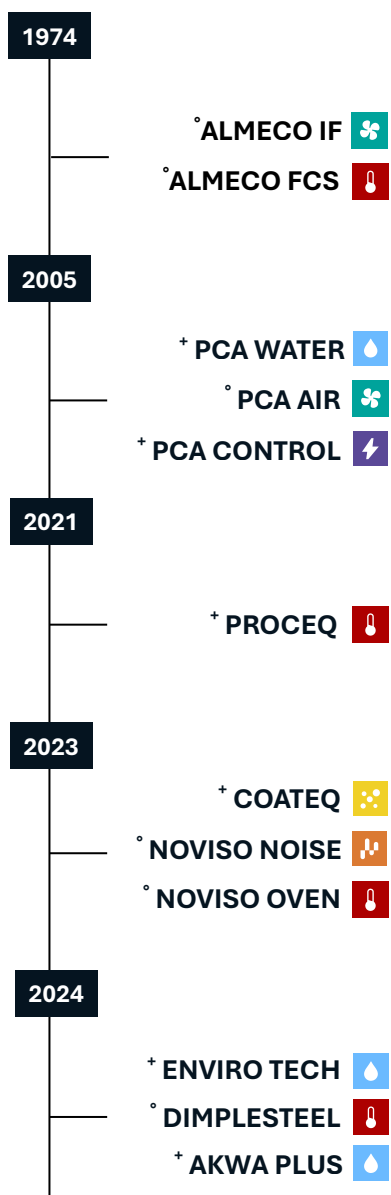 1974
°ALMECO IF
°ALMECO FCS
2005
+ PCA WATER
° PCA AIR
+ PCA CONTROL
2021
+ PROCEQ
2023
+ COATEQ
° NOVISO NOISE
° NOVISO OVEN
2024
+ ENVIRO TECH
° DIMPLESTEEL
+ AKWA PLUS